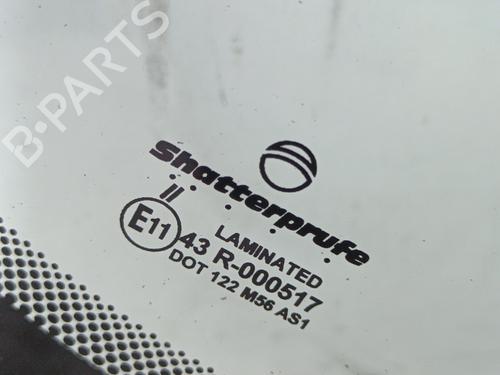 B-PARTS
Shatterprufe
II
LAMINATED
E11 43 R-000517
DOT 122 M56 AS1